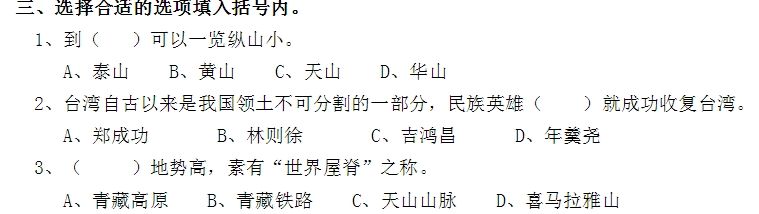 三、选择合适的选项填入括号内。
1、到（　　）可以一览纵山小。
A、泰山　B、黄山　C、天山　D、华山
2、台湾自古以来是我国领土不可分割的一部分，民族英雄（　　）就成功收复台湾。
A、郑成功　B、林则徐　C、吉鸿昌　D、年羹尧
3、（　　）地势高，素有“世界屋脊”之称。
A、青藏高原　B、青藏铁路　C、天山山脉　D、喜马拉雅山